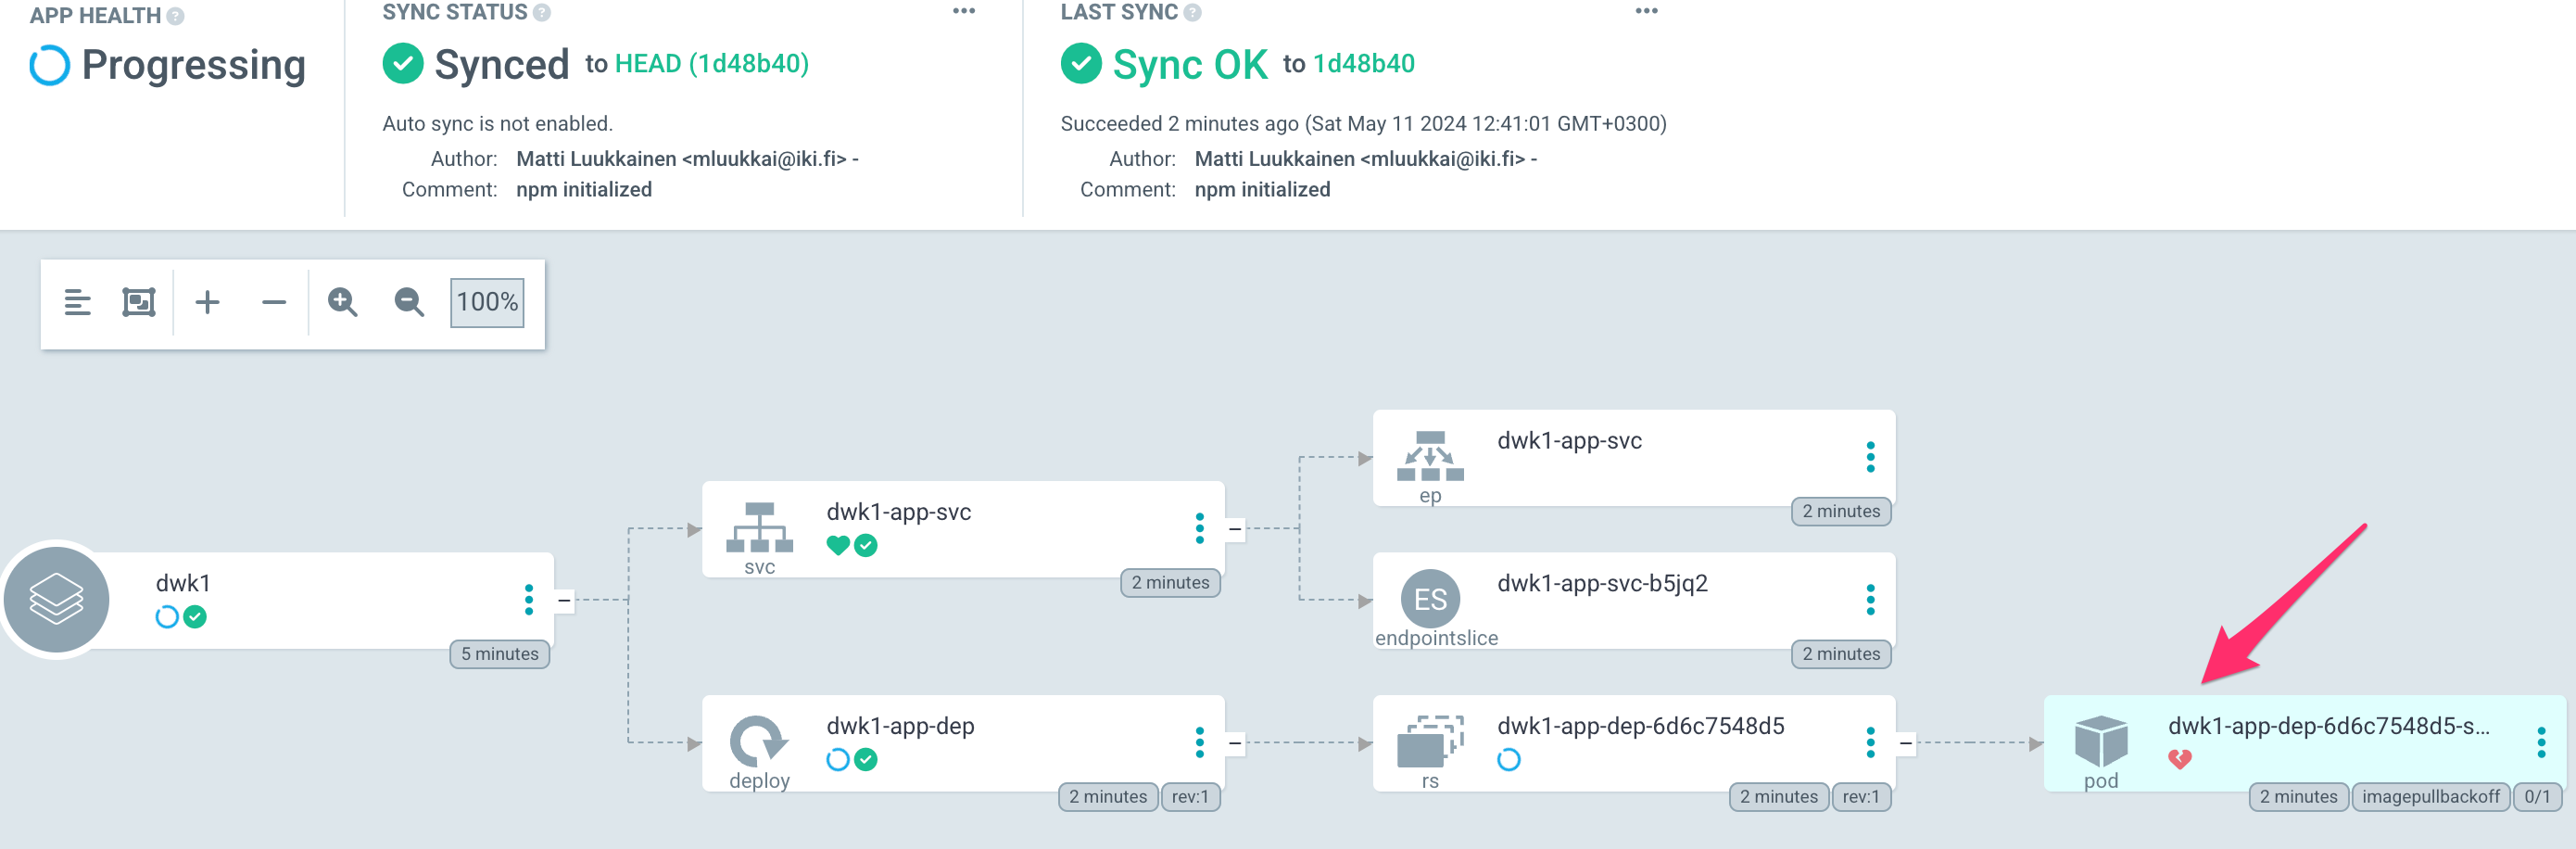 APP HEALTH ?
Progressing
SYNC STATUS ?
Synced to HEAD (1d48b40)
Auto sync is not enabled.
Author: Matti Luukkainen <mluukkai@iki.fi> -
Comment: npm initialized
LAST SYNC ?
Sync OK to 1d48b40
Succeeded 2 minutes ago (Sat May 11 2024 12:41:01 GMT+0300)
Author: Matti Luukkainen <mluukkai@iki.fi> -
Comment: npm initialized
100%
dwk1
5 minutes
dwk1-app-svc
svc
2 minutes
dwk1-app-dep
deploy
2 minutes rev:1
dwk1-app-svc
ep
2 minutes
ES
dwk1-app-svc-b5jq2
endpointslice
2 minutes
dwk1-app-dep-6d6c7548d5
rs
2 minutes rev:1
dwk1-app-dep-6d6c7548d5-s...
pod
2 minutes imagepullbackoff 0/1